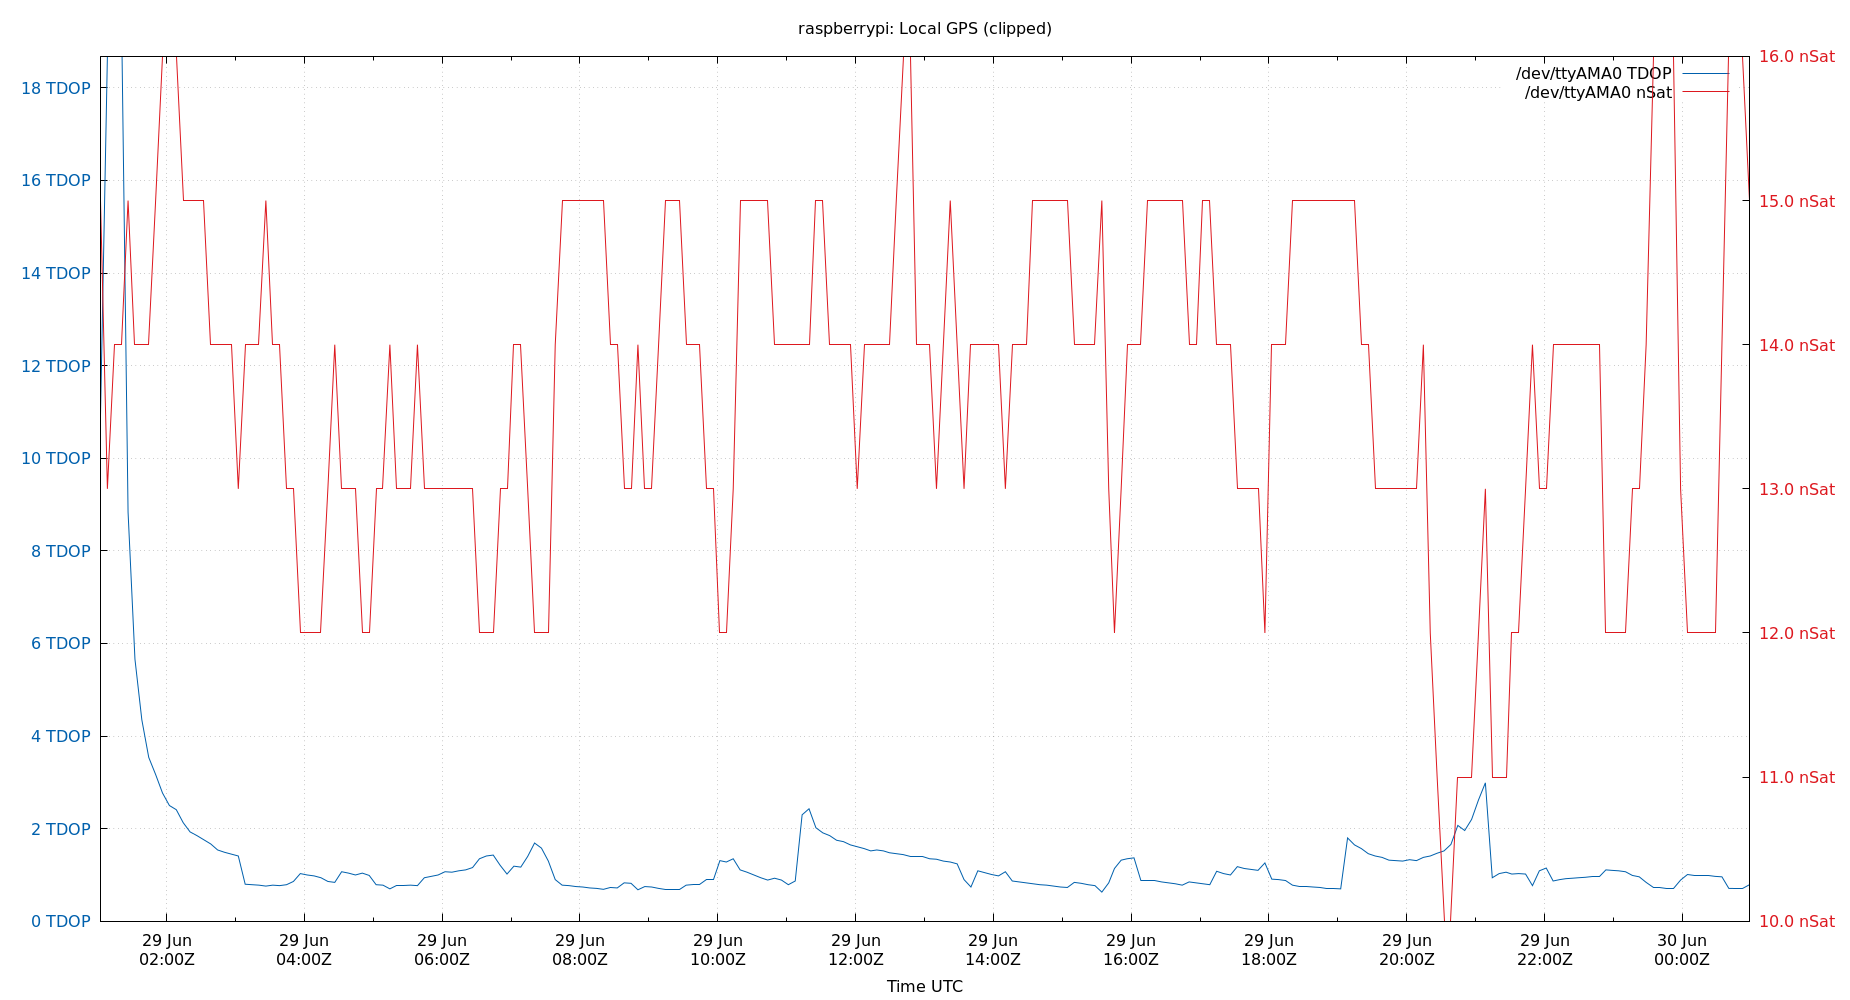 raspberrypi: Local GPS (clipped)
/dev/ttyAMA0 TDOP
/dev/ttyAMA0 nSat
18 TDOP
16 TDOP
14 TDOP
12 TDOP
10 TDOP
8 TDOP
6 TDOP
4 TDOP
2 TDOP
0 TDOP
16.0 nSat
15.0 nSat
14.0 nSat
13.0 nSat
12.0 nSat
11.0 nSat
10.0 nSat
29 Jun
02:00Z
29 Jun
04:00Z
29 Jun
06:00Z
29 Jun
08:00Z
29 Jun
10:00Z
29 Jun
12:00Z
29 Jun
14:00Z
29 Jun
16:00Z
29 Jun
18:00Z
29 Jun
20:00Z
29 Jun
22:00Z
30 Jun
00:00Z
Time UTC